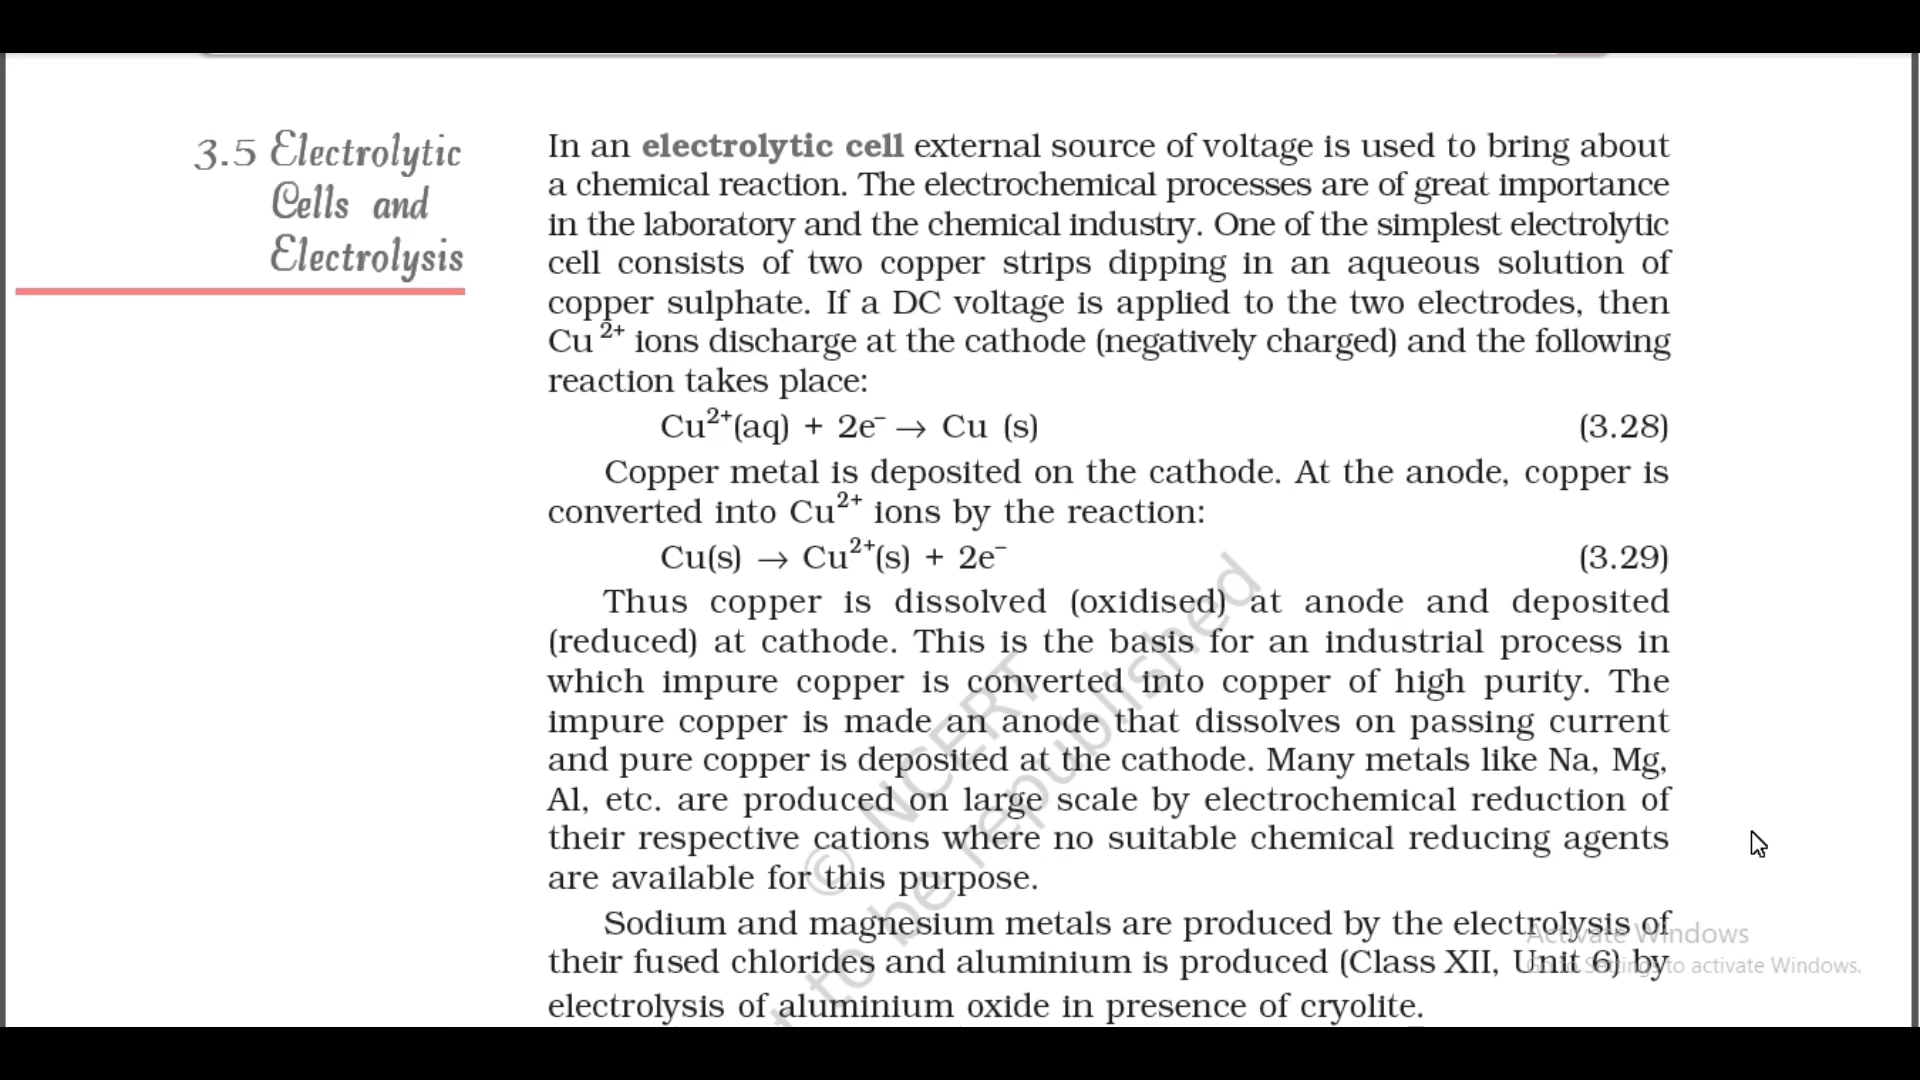 3.5 Electrolytic
Cells and
Electrolysis
In an electrolytic cell external source of voltage is used to bring about
a chemical reaction. The electrochemical processes are of great importance
in the laboratory and the chemical industry. One of the simplest electrolytic
cell consists of two copper strips dipping in an aqueous solution of
copper sulphate. If a DC voltage is applied to the two electrodes, then
Cu 2+ ions discharge at the cathode (negatively charged) and the following
reaction takes place:
Cu2+(aq) + 2e– → Cu (s) (3.28)
Copper metal is deposited on the cathode. At the anode, copper is
converted into Cu2+ ions by the reaction:
Cu(s) → Cu2+(s) + 2e– (3.29)
Thus copper is dissolved (oxidised) at anode and deposited
(reduced) at cathode. This is the basis for an industrial process in
which impure copper is converted into copper of high purity. The
impure copper is made an anode that dissolves on passing current
and pure copper is deposited at the cathode. Many metals like Na, Mg,
Al, etc. are produced on large scale by electrochemical reduction of
their respective cations where no suitable chemical reducing agents
are available for this purpose.
Sodium and magnesium metals are produced by the electrolysis of
their fused chlorides and aluminium is produced (Class XII, Unit 6) by
electrolysis of aluminium oxide in presence of cryolite.
© NCERT
to be republished
Activate Windows
Go to Settings to activate Windows.